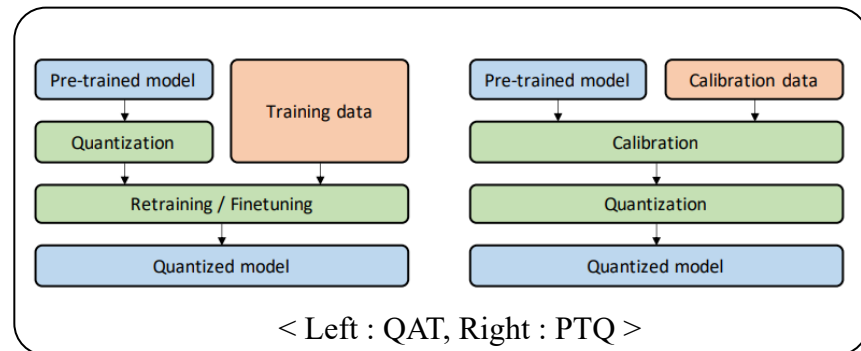 Pre-trained model
Training data
Quantization
Retraining / Finetuning
Quantized model
Pre-trained model
Calibration data
Calibration
Quantization
Quantized model
< Left : QAT, Right : PTQ >